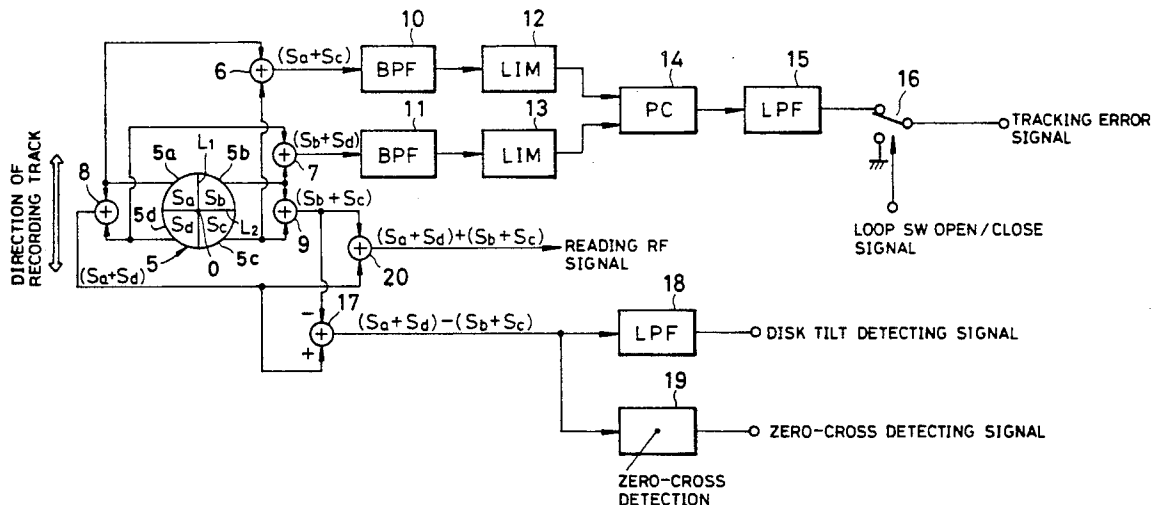 10
12
(Sa+Sc)
6
BPF
LIM
14
15
16
PC
LPF
11
13
TRACKING ERROR
SIGNAL
(Sb+Sd)
BPF
LIM
7
DIRECTION OF
RECORDING TRACK
8
5a
L1
5b
Sa
Sb
5d
Sd
Sc
L2
(Sb+Sc)
9
5
0
5c
(Sa+Sd)
(Sa+Sd)+(Sb+Sc)
READING RF
SIGNAL
20
LOOP SW OPEN/CLOSE
SIGNAL
17
−
+
(Sa+Sd)−(Sb+Sc)
18
LPF
DISK TILT DETECTING SIGNAL
19
ZERO-CROSS DETECTING SIGNAL
ZERO-CROSS
DETECTION